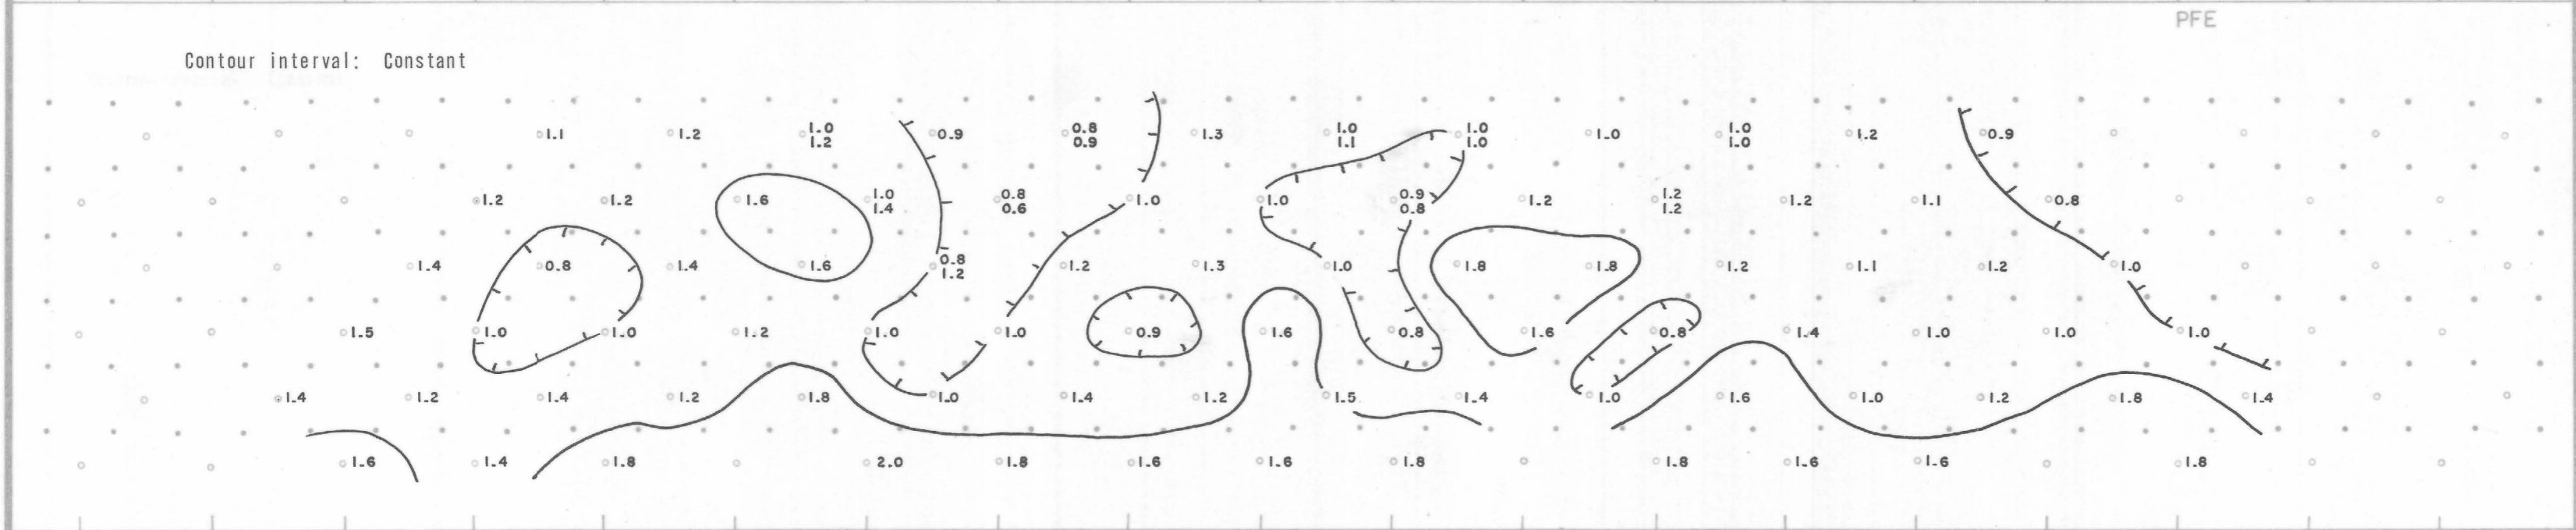 PFE
Contour interval: Constant
1.1 1.2 1.0 0.9 0.8 1.3 1.0 1.0 1.0 1.0 1.2 0.9
1.2 0.9 1.1 1.0 1.0
1.2 1.2 1.6 1.0 0.8 1.0 1.0 0.9 1.2 1.2 1.2 1.1 0.8
1.4 0.6 0.8 1.2
1.4 0.8 1.4 1.6 0.8 1.2 1.3 1.0 1.8 1.8 1.2 1.1 1.2 1.0
1.2
1.5 1.0 1.0 1.2 1.0 1.0 0.9 1.6 0.8 1.6 0.8 1.4 1.0 1.0 1.0
1.4 1.2 1.4 1.2 1.8 1.0 1.4 1.2 1.5 1.4 1.0 1.6 1.0 1.2 1.8 1.4
1.6 1.4 1.8 2.0 1.8 1.6 1.6 1.8 1.8 1.6 1.6 1.8